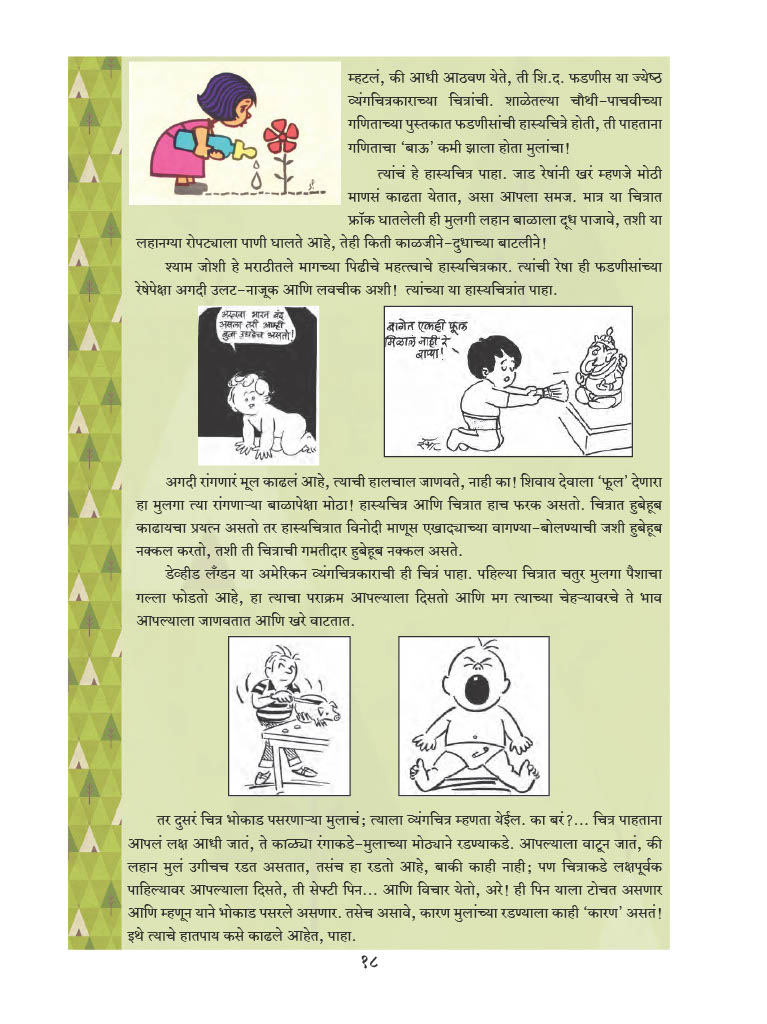 म्हटलं, की आधी आठवण येते, ती शि.द. फडणीस या ज्येष्ठ
व्यंगचित्रकाराच्या चित्रांची. शाळेतल्या चौथी-पाचवीच्या
गणिताच्या पुस्तकात फडणीसांची हास्यचित्रे होती, ती पाहताना
गणिताचा ‘बाऊ’ कमी झाला होता मुलांचा!
त्यांचं हे हास्यचित्र पाहा. जाड रेषांनी खरं म्हणजे मोठी
माणसं काढता येतात, असा आपला समज. मात्र या चित्रात
फ्रॉक घातलेली ही मुलगी लहान बाळाला दूध पाजावे, तशी या
लहानग्या रोपट्याला पाणी घालते आहे, तेही किती काळजीने-दुधाच्या बाटलीने!
श्याम जोशी हे मराठीतले मागच्या पिढीचे महत्त्वाचे हास्यचित्रकार. त्यांची रेषा ही फडणीसांच्या
रेषेपेक्षा अगदी उलट-नाजूक आणि लवचीक अशी! त्यांच्या या हास्यचित्रांत पाहा.
अख्खा भारत बंद
असला तरी आम्ही
बुवा उघडेच असतो!
बागेत एकही फूल
मिळालं नाही रे
बाप्पा!
अगदी रांगणारं मूल काढलं आहे, त्याची हालचाल जाणवते, नाही का! शिवाय देवाला ‘फूल’ देणारा
हा मुलगा त्या रांगणाऱ्या बाळापेक्षा मोठा! हास्यचित्र आणि चित्रात हाच फरक असतो. चित्रात हुबेहूब
काढायचा प्रयत्न असतो तर हास्यचित्रात विनोदी माणूस एखाद्याच्या वागण्या-बोलण्याची जशी हुबेहूब
नक्कल करतो, तशी ती चित्राची गमतीदार हुबेहूब नक्कल असते.
डेव्हीड लँग्डन या अमेरिकन व्यंगचित्रकाराची ही चित्रं पाहा. पहिल्या चित्रात चतुर मुलगा पैशाचा
गल्ला फोडतो आहे, हा त्याचा पराक्रम आपल्याला दिसतो आणि मग त्याच्या चेहऱ्यावरचे ते भाव
आपल्याला जाणवतात आणि खरे वाटतात.
तर दुसरं चित्र भोकाड पसरणाऱ्या मुलाचं; त्याला व्यंगचित्र म्हणता येईल. का बरं?... चित्र पाहताना
आपलं लक्ष आधी जातं, ते काळ्या रंगाकडे-मुलाच्या मोठ्याने रडण्याकडे. आपल्याला वाटून जातं, की
लहान मुलं उगीचच रडत असतात, तसंच हा रडतो आहे, बाकी काही नाही; पण चित्राकडे लक्षपूर्वक
पाहिल्यावर आपल्याला दिसते, ती सेफ्टी पिन... आणि विचार येतो, अरे! ही पिन याला टोचत असणार
आणि म्हणून याने भोकाड पसरले असणार. तसेच असावे, कारण मुलांच्या रडण्याला काही ‘कारण’ असतं!
इथे त्याचे हातपाय कसे काढले आहेत, पाहा.
१८